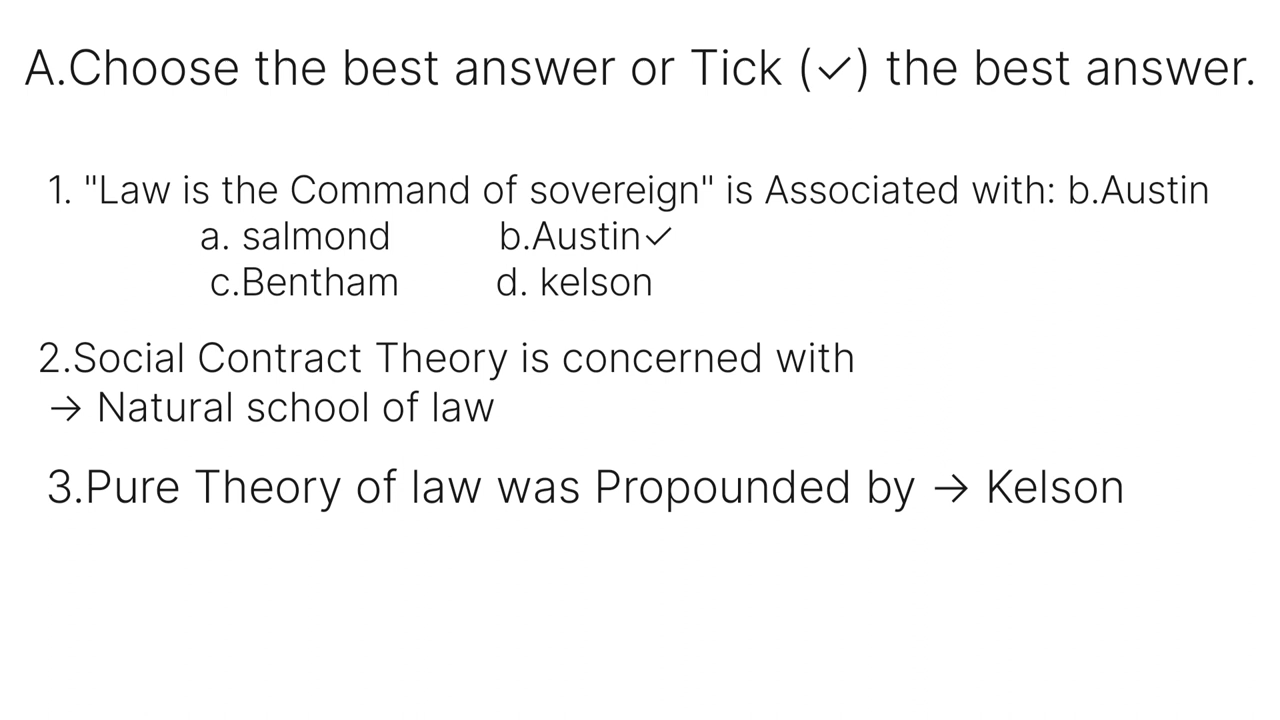 A.Choose the best answer or Tick (✓) the best answer.
1. "Law is the Command of sovereign" is Associated with: b.Austin
a. salmond b.Austin✓
c.Bentham d. kelson
2.Social Contract Theory is concerned with
→ Natural school of law
3.Pure Theory of law was Propounded by → Kelson